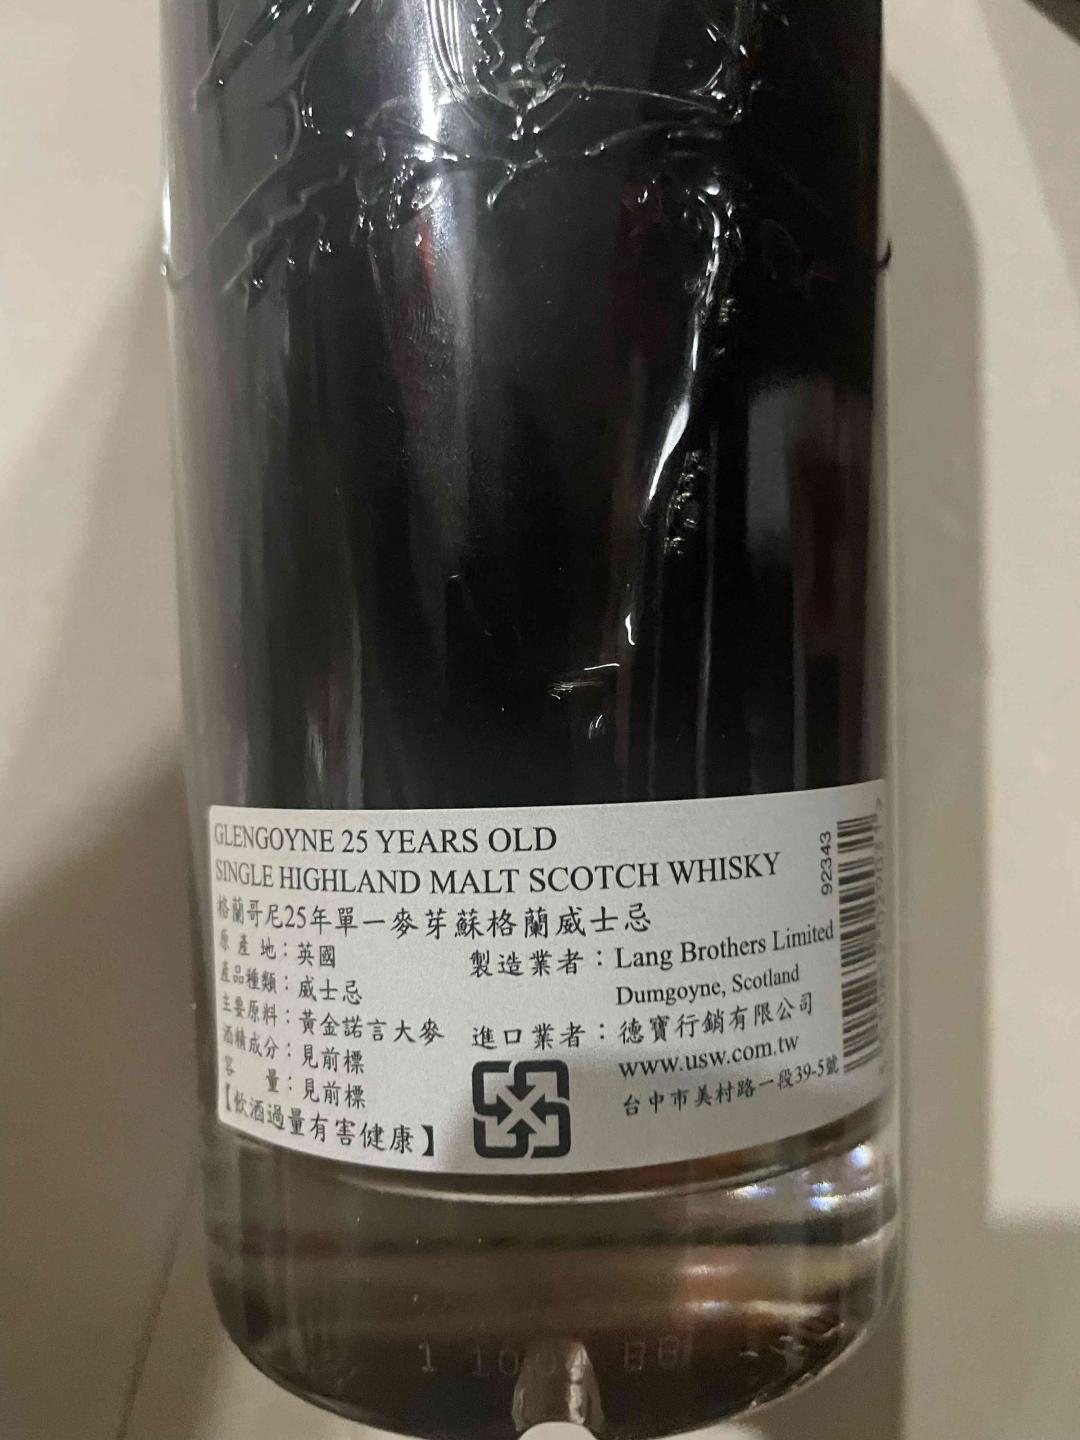 GLENGOYNE 25 YEARS OLD
SINGLE HIGHLAND MALT SCOTCH WHISKY
格蘭哥尼25年單一麥芽蘇格蘭威士忌
原產地：英國
產品種類：威士忌
主要原料：黃金諾言大麥
酒精成分：見前標
容量：見前標
【飲酒過量有害健康】
製造業者：Lang Brothers Limited
Dumgoyne, Scotland
進口業者：德寶行銷有限公司
www.usw.com.tw
台中市美村路一段39-5號
92343